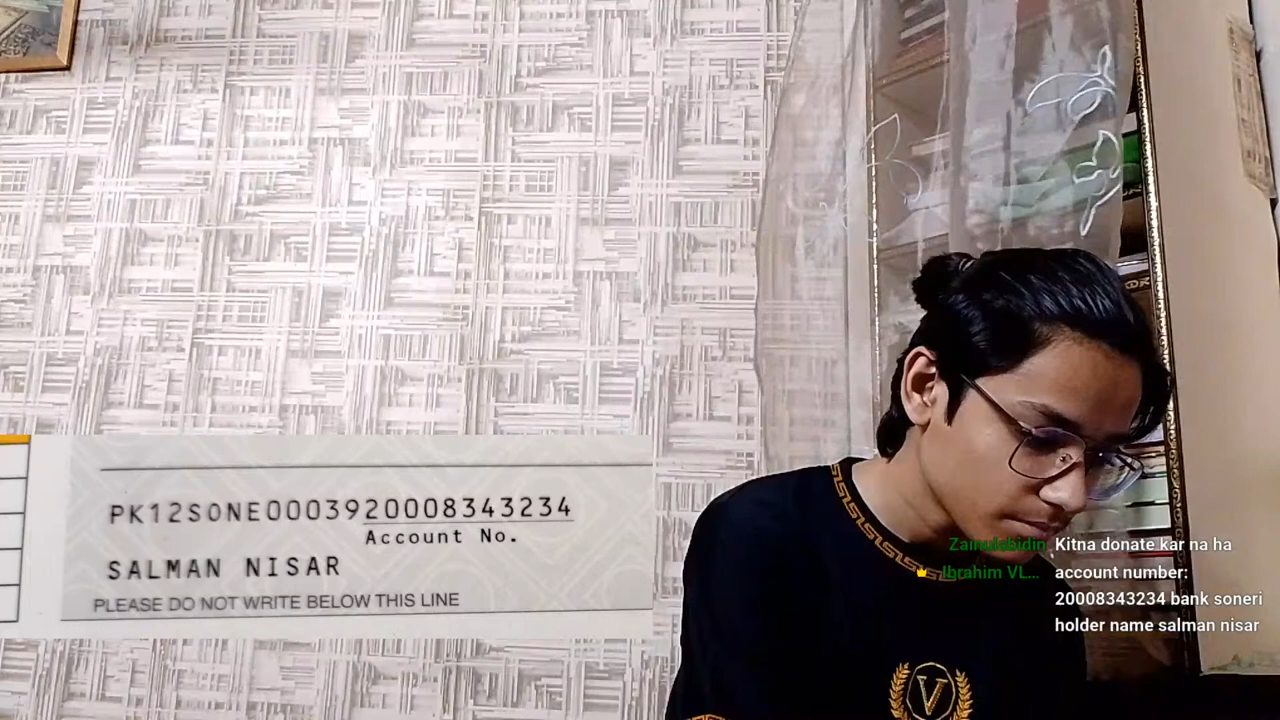 PK12SONE0003920008343234
Account No.
SALMAN NISAR
PLEASE DO NOT WRITE BELOW THIS LINE
Zainulabidin Kitna donate kar na ha
Ibrahim VL... account number:
20008343234 bank soneri
holder name salman nisar
V